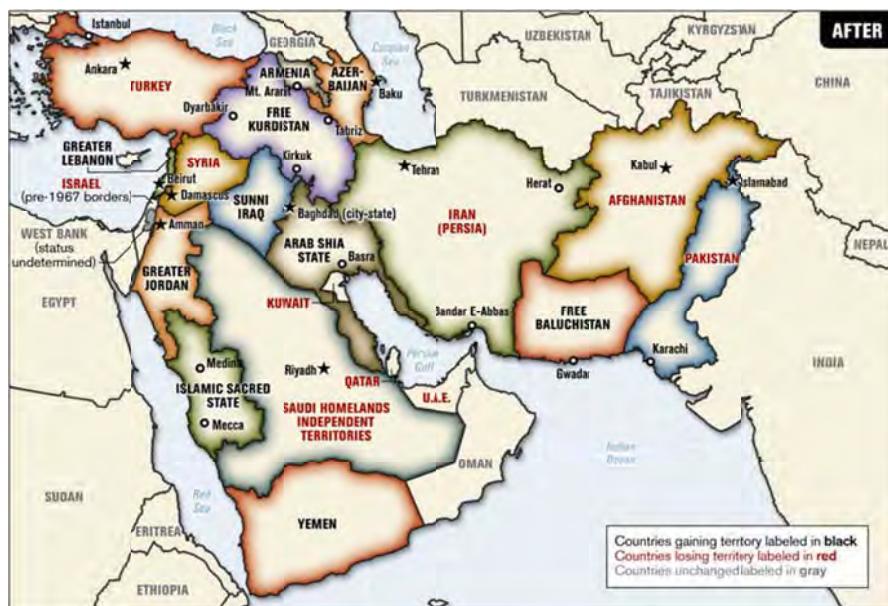 AFTER
Istanbul
Black
Sea
GEORGIA
Caspian
Sea
UZBEKISTAN
KYRGYZSTAN
CHINA
Ankara
TURKEY
ARMENIA
Mt. Ararat
AZER-
BAIJAN
Baku
TURKMENISTAN
TAJIKISTAN
Dyarbakir
FREE
KURDISTAN
Tabriz
GREATER
LEBANON
SYRIA
Kirkuk
Tehran
Herat
Kabul
Islamabad
ISRAEL
(pre-1967 borders)
Beirut
Damascus
SUNNI
IRAQ
Baghdad (city-state)
IRAN
(PERSIA)
AFGHANISTAN
WEST BANK
(status
undetermined)
Amman
ARAB SHIA
STATE
Basra
PAKISTAN
NEPAL
GREATER
JORDAN
EGYPT
KUWAIT
Bandar E-Abbas
FREE
BALUCHISTAN
INDIA
Medina
Riyadh
Persian
Gulf
Gwada
Karachi
ISLAMIC SACRED
STATE
QATAR
U.A.E.
Mecca
SAUDI HOMELANDS
INDEPENDENT
TERRITORIES
OMAN
Indian
Ocean
SUDAN
Red
Sea
YEMEN
ERITREA
ETHIOPIA
Countries gaining territory labeled in black
Countries losing territry labeled in red
Countries unchangedlabeled in gray